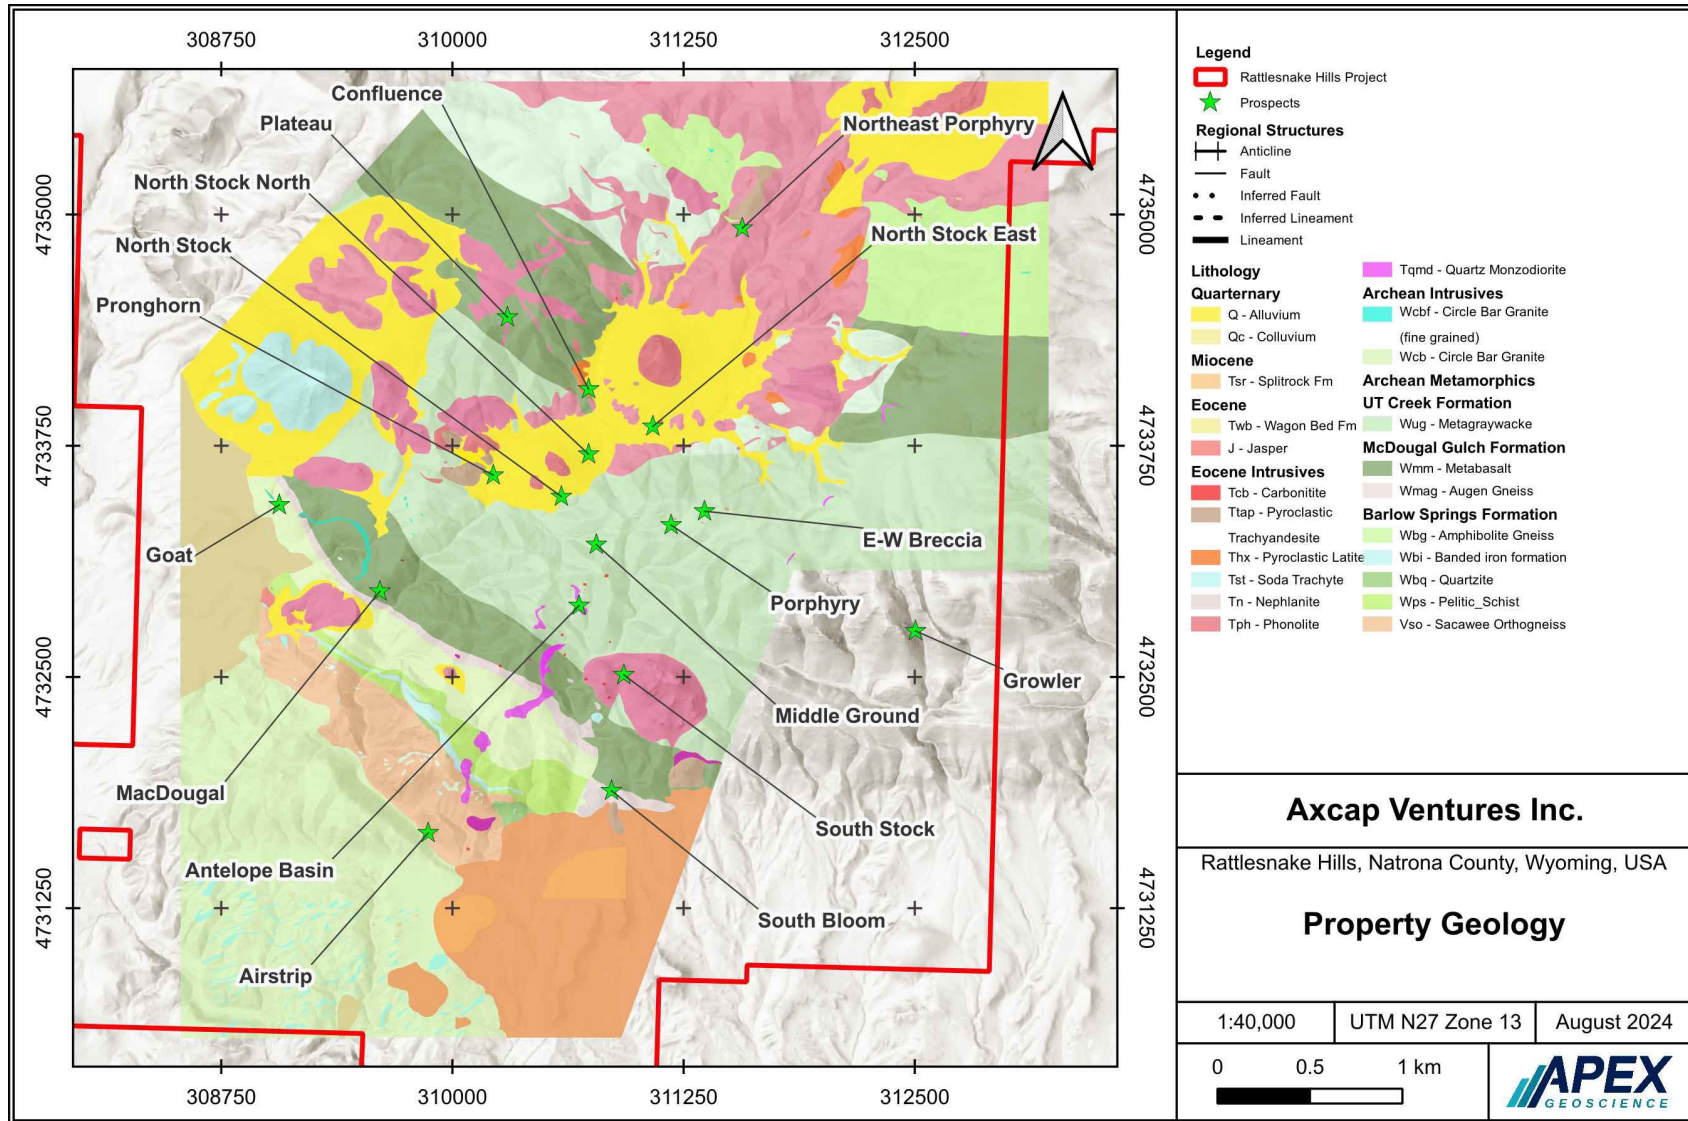 308750
310000
311250
312500
Confluence
Plateau
Northeast Porphyry
North Stock North
North Stock
North Stock East
Pronghorn
4735000
4735000
4733750
4733750
Goat
E-W Breccia
Porphyry
Growler
4732500
4732500
Middle Ground
MacDougal
South Stock
Antelope Basin
South Bloom
4731250
4731250
Airstrip
308750
310000
311250
312500
Legend
Rattlesnake Hills Project
Prospects
Regional Structures
Anticline
Fault
Inferred Fault
Inferred Lineament
Lineament
Lithology
Quarternary
Q - Alluvium
Qc - Colluvium
Miocene
Tsr - Splitrock Fm
Eocene
Twb - Wagon Bed Fm
J - Jasper
Eocene Intrusives
Tcb - Carbonitite
Ttap - Pyroclastic
Trachyandesite
Thx - Pyroclastic Latite
Tst - Soda Trachyte
Tn - Nephlanite
Tph - Phonolite
Tqmd - Quartz Monzodiorite
Archean Intrusives
Wcbf - Circle Bar Granite
(fine grained)
Wcb - Circle Bar Granite
Archean Metamorphics
UT Creek Formation
Wug - Metagraywacke
McDougal Gulch Formation
Wmm - Metabasalt
Wmag - Augen Gneiss
Barlow Springs Formation
Wbg - Amphibolite Gneiss
Wbi - Banded iron formation
Wbq - Quartzite
Wps - Pelitic_Schist
Vso - Sacawee Orthogneiss
Axcap Ventures Inc.
Rattlesnake Hills, Natrona County, Wyoming, USA
Property Geology
1:40,000
UTM N27 Zone 13
August 2024
0 0.5 1 km
APEX
GEOSCIENCE